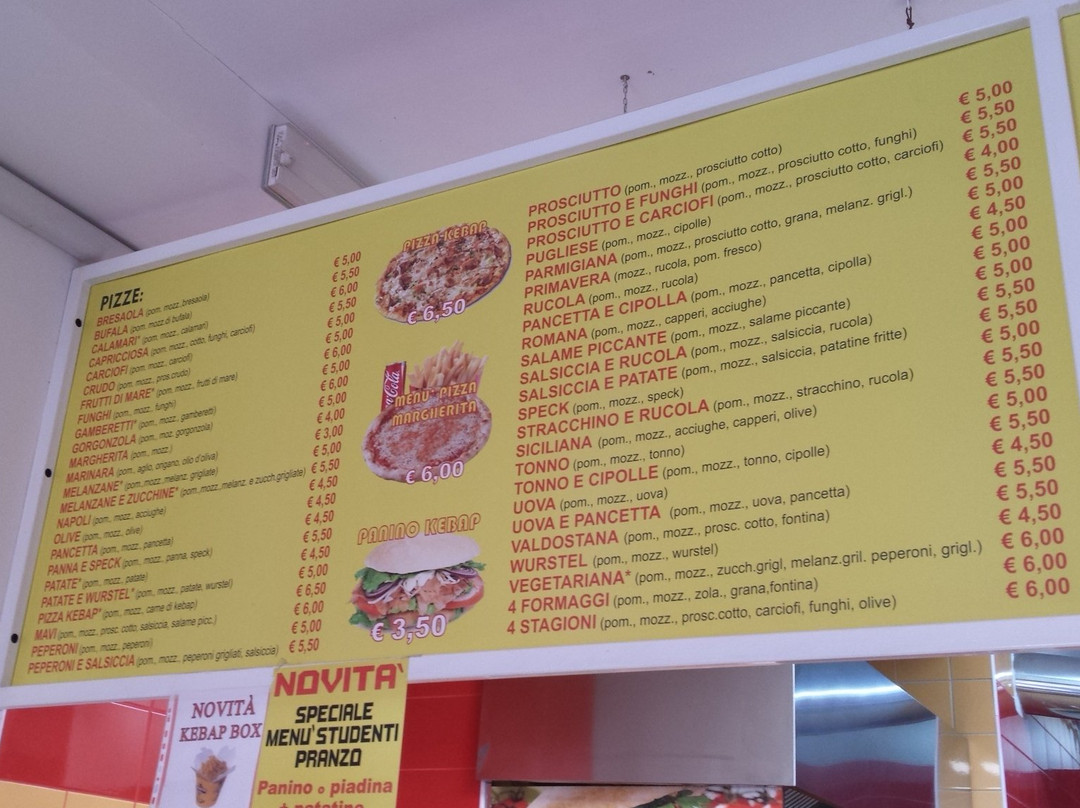 PIZZE:
BRESAOLA (pom. mozz.,bresaola) € 5,00
BUFALA (pom. mozz.di bufala) € 5,50
CALAMARI* (pom. mozz., calamari) € 6,00
CAPRICCIOSA (pom. mozz., cotto, funghi, carciofi) € 5,50
CARCIOFI (pom., mozz., carciofi) € 5,00
CRUDO (pom., mozz., pros.crudo) € 5,00
FRUTTI DI MARE* (pom., mozz., frutti di mare) € 6,00
FUNGHI (pom., mozz., funghi) € 5,00
GAMBERETTI* (pom., mozz., gamberetti) € 6,00
GORGONZOLA (pom., moz. gorgonzola) € 5,00
MARGHERITA (pom., mozz.) € 4,00
MARINARA (pom., aglio, origano, olio d'oliva) € 3,00
MELANZANE* (pom.,mozz.,melanz. grigliate) € 5,00
MELANZANE E ZUCCHINE* (pom.,mozz.,melanz. e zucch.grigliate) € 5,50
NAPOLI (pom., mozz., acciughe) € 4,50
OLIVE (pom., mozz., olive) € 4,50
PANCETTA (pom., mozz., pancetta) € 4,50
PANNA E SPECK (pom., mozz., panna, speck) € 5,50
PATATE* (pom., mozz., patate) € 4,50
PATATE E WURSTEL* (pom., mozz., patate, wurstel) € 5,00
PIZZA KEBAP* (pom., mozz., carne di kebap) € 6,50
MAVI (pom., mozz., prosc. cotto, salsiccia, salame picc.) € 6,00
PEPERONI (pom., mozz., peperoni) € 5,00
PEPERONI E SALSICCIA (pom., mozz., peperoni grigliati, salsiccia) € 5,50
PIZZA KEBAP
€ 6,50
MENU' PIZZA
MARGHERITA
€ 6,00
PANINO KEBAP
€ 3,50
PROSCIUTTO (pom., mozz., prosciutto cotto) € 5,00
PROSCIUTTO E FUNGHI (pom., mozz., prosciutto cotto, funghi) € 5,50
PROSCIUTTO E CARCIOFI (pom., mozz., prosciutto cotto, carciofi) € 5,50
PUGLIESE (pom., mozz., cipolle) € 4,00
PARMIGIANA (pom., mozz., prosciutto cotto, grana, melanz. grigl.) € 5,50
PRIMAVERA (mozz., rucola, pom. fresco) € 5,00
RUCOLA (pom., mozz., rucola) € 4,50
PANCETTA E CIPOLLA (pom., mozz., pancetta, cipolla) € 5,00
ROMANA (pom., mozz., capperi, acciughe) € 5,00
SALAME PICCANTE (pom., mozz., salame piccante) € 5,00
SALSICCIA E RUCOLA (pom., mozz., salsiccia, rucola) € 5,50
SALSICCIA E PATATE (pom., mozz., salsiccia, patatine fritte) € 5,50
SPECK (pom., mozz., speck) € 5,00
STRACCHINO E RUCOLA (pom., mozz., stracchino, rucola) € 5,50
SICILIANA (pom., mozz., acciughe, capperi, olive) € 5,50
TONNO (pom., mozz., tonno) € 5,00
TONNO E CIPOLLE (pom., mozz., tonno, cipolle) € 5,50
UOVA (pom., mozz., uova) € 4,50
UOVA E PANCETTA (pom., mozz., uova, pancetta) € 5,50
VALDOSTANA (pom., mozz., prosc. cotto, fontina) € 5,50
WURSTEL (pom., mozz., wurstel) € 4,50
VEGETARIANA* (pom., mozz., zucch.grigl, melanz.gril. peperoni, grigl.) € 6,00
4 FORMAGGI (pom., mozz., zola., grana,fontina) € 6,00
4 STAGIONI (pom., mozz., prosc.cotto, carciofi, funghi, olive) € 6,00
NOVITÀ
KEBAP BOX
NOVITA'
SPECIALE
MENU' STUDENTI
PRANZO
Panino o piadina
+ patatine